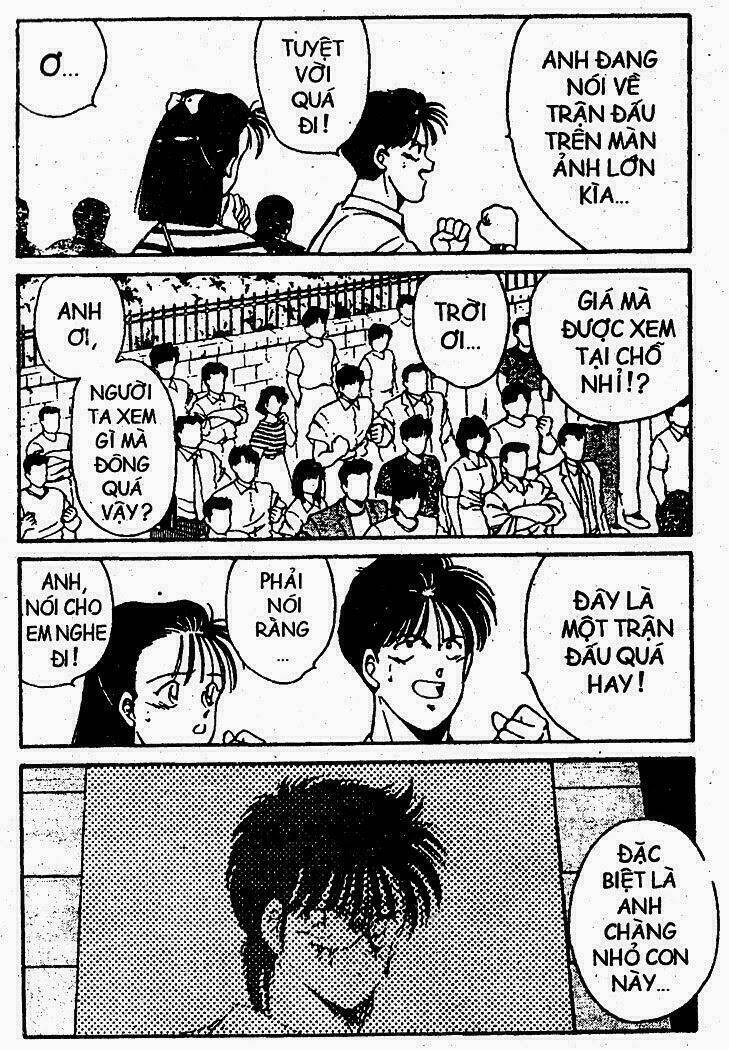 Ơ...
TUYỆT
VỜI
QUÁ
ĐI!
ANH ĐANG
NÓI VỀ
TRẬN ĐẤU
TRÊN MÀN
ẢNH LỚN
KÌA...
ANH
ƠI,
NGƯỜI
TA XEM
GÌ MÀ
ĐÔNG
QUÁ
VẬY?
TRỜI
ƠI...
GIÁ MÀ
ĐƯỢC XEM
TẠI CHỖ
NHỈ!?
ANH,
NÓI CHO
EM NGHE
ĐI!
PHẢI
NÓI
RẰNG
...
ĐÂY LÀ
MỘT TRẬN
ĐẤU QUÁ
HAY!
ĐẶC
BIỆT LÀ
ANH
CHÀNG
NHỎ CON
NÀY...